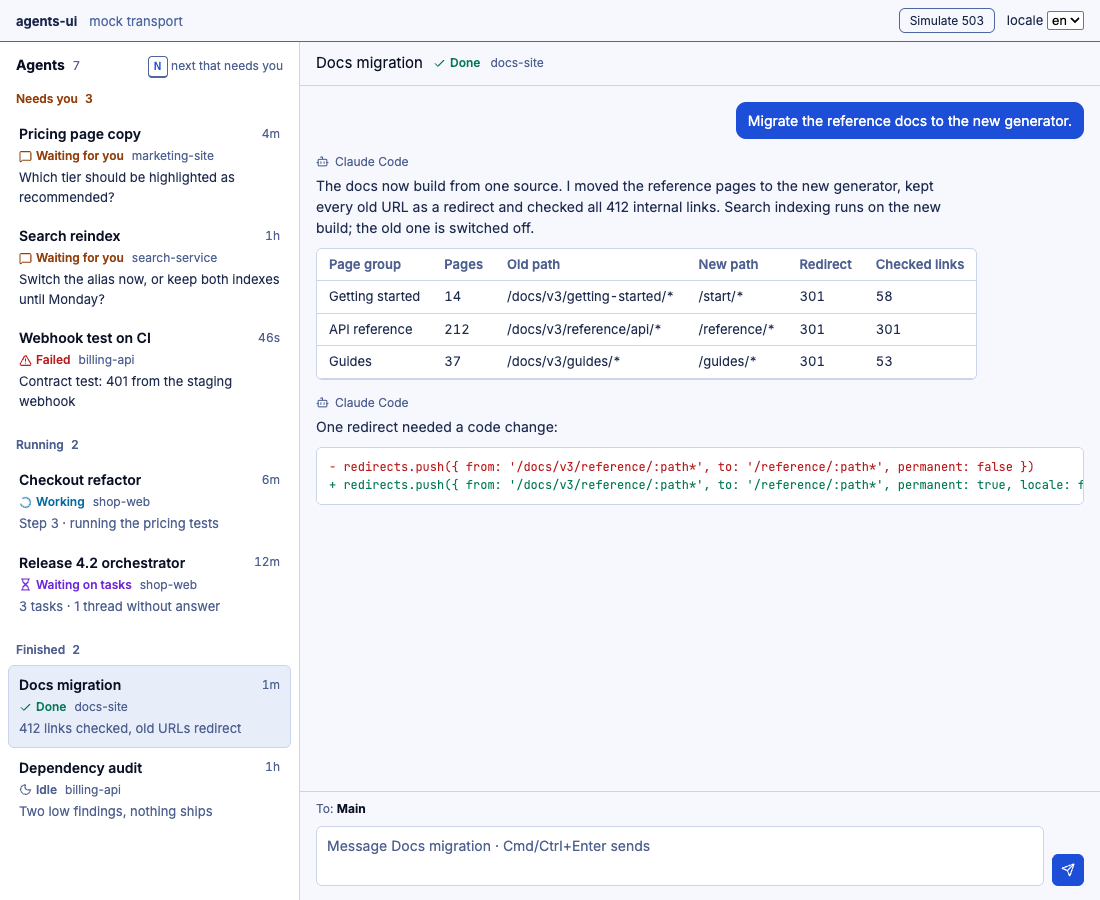 agents-ui mock transport Simulate 503 locale en
Agents 7 N next that needs you
Needs you 3
Pricing page copy 4m
Waiting for you marketing-site
Which tier should be highlighted as
recommended?
Search reindex 1h
Waiting for you search-service
Switch the alias now, or keep both indexes
until Monday?
Webhook test on CI 46s
Failed billing-api
Contract test: 401 from the staging
webhook
Running 2
Checkout refactor 6m
Working shop-web
Step 3 · running the pricing tests
Release 4.2 orchestrator 12m
Waiting on tasks shop-web
3 tasks · 1 thread without answer
Finished 2
Docs migration 1m
Done docs-site
412 links checked, old URLs redirect
Dependency audit 1h
Idle billing-api
Two low findings, nothing ships
Docs migration Done docs-site
Migrate the reference docs to the new generator.
Claude Code
The docs now build from one source. I moved the reference pages to the new generator, kept
every old URL as a redirect and checked all 412 internal links. Search indexing runs on the new
build; the old one is switched off.
Page group Pages Old path New path Redirect Checked links
Getting started 14 /docs/v3/getting-started/* /start/* 301 58
API reference 212 /docs/v3/reference/api/* /reference/* 301 301
Guides 37 /docs/v3/guides/* /guides/* 301 53
Claude Code
One redirect needed a code change:
- redirects.push({ from: '/docs/v3/reference/:path*', to: '/reference/:path*', permanent: false })
+ redirects.push({ from: '/docs/v3/reference/:path*', to: '/reference/:path*', permanent: true, locale: f
To: Main
Message Docs migration · Cmd/Ctrl+Enter sends